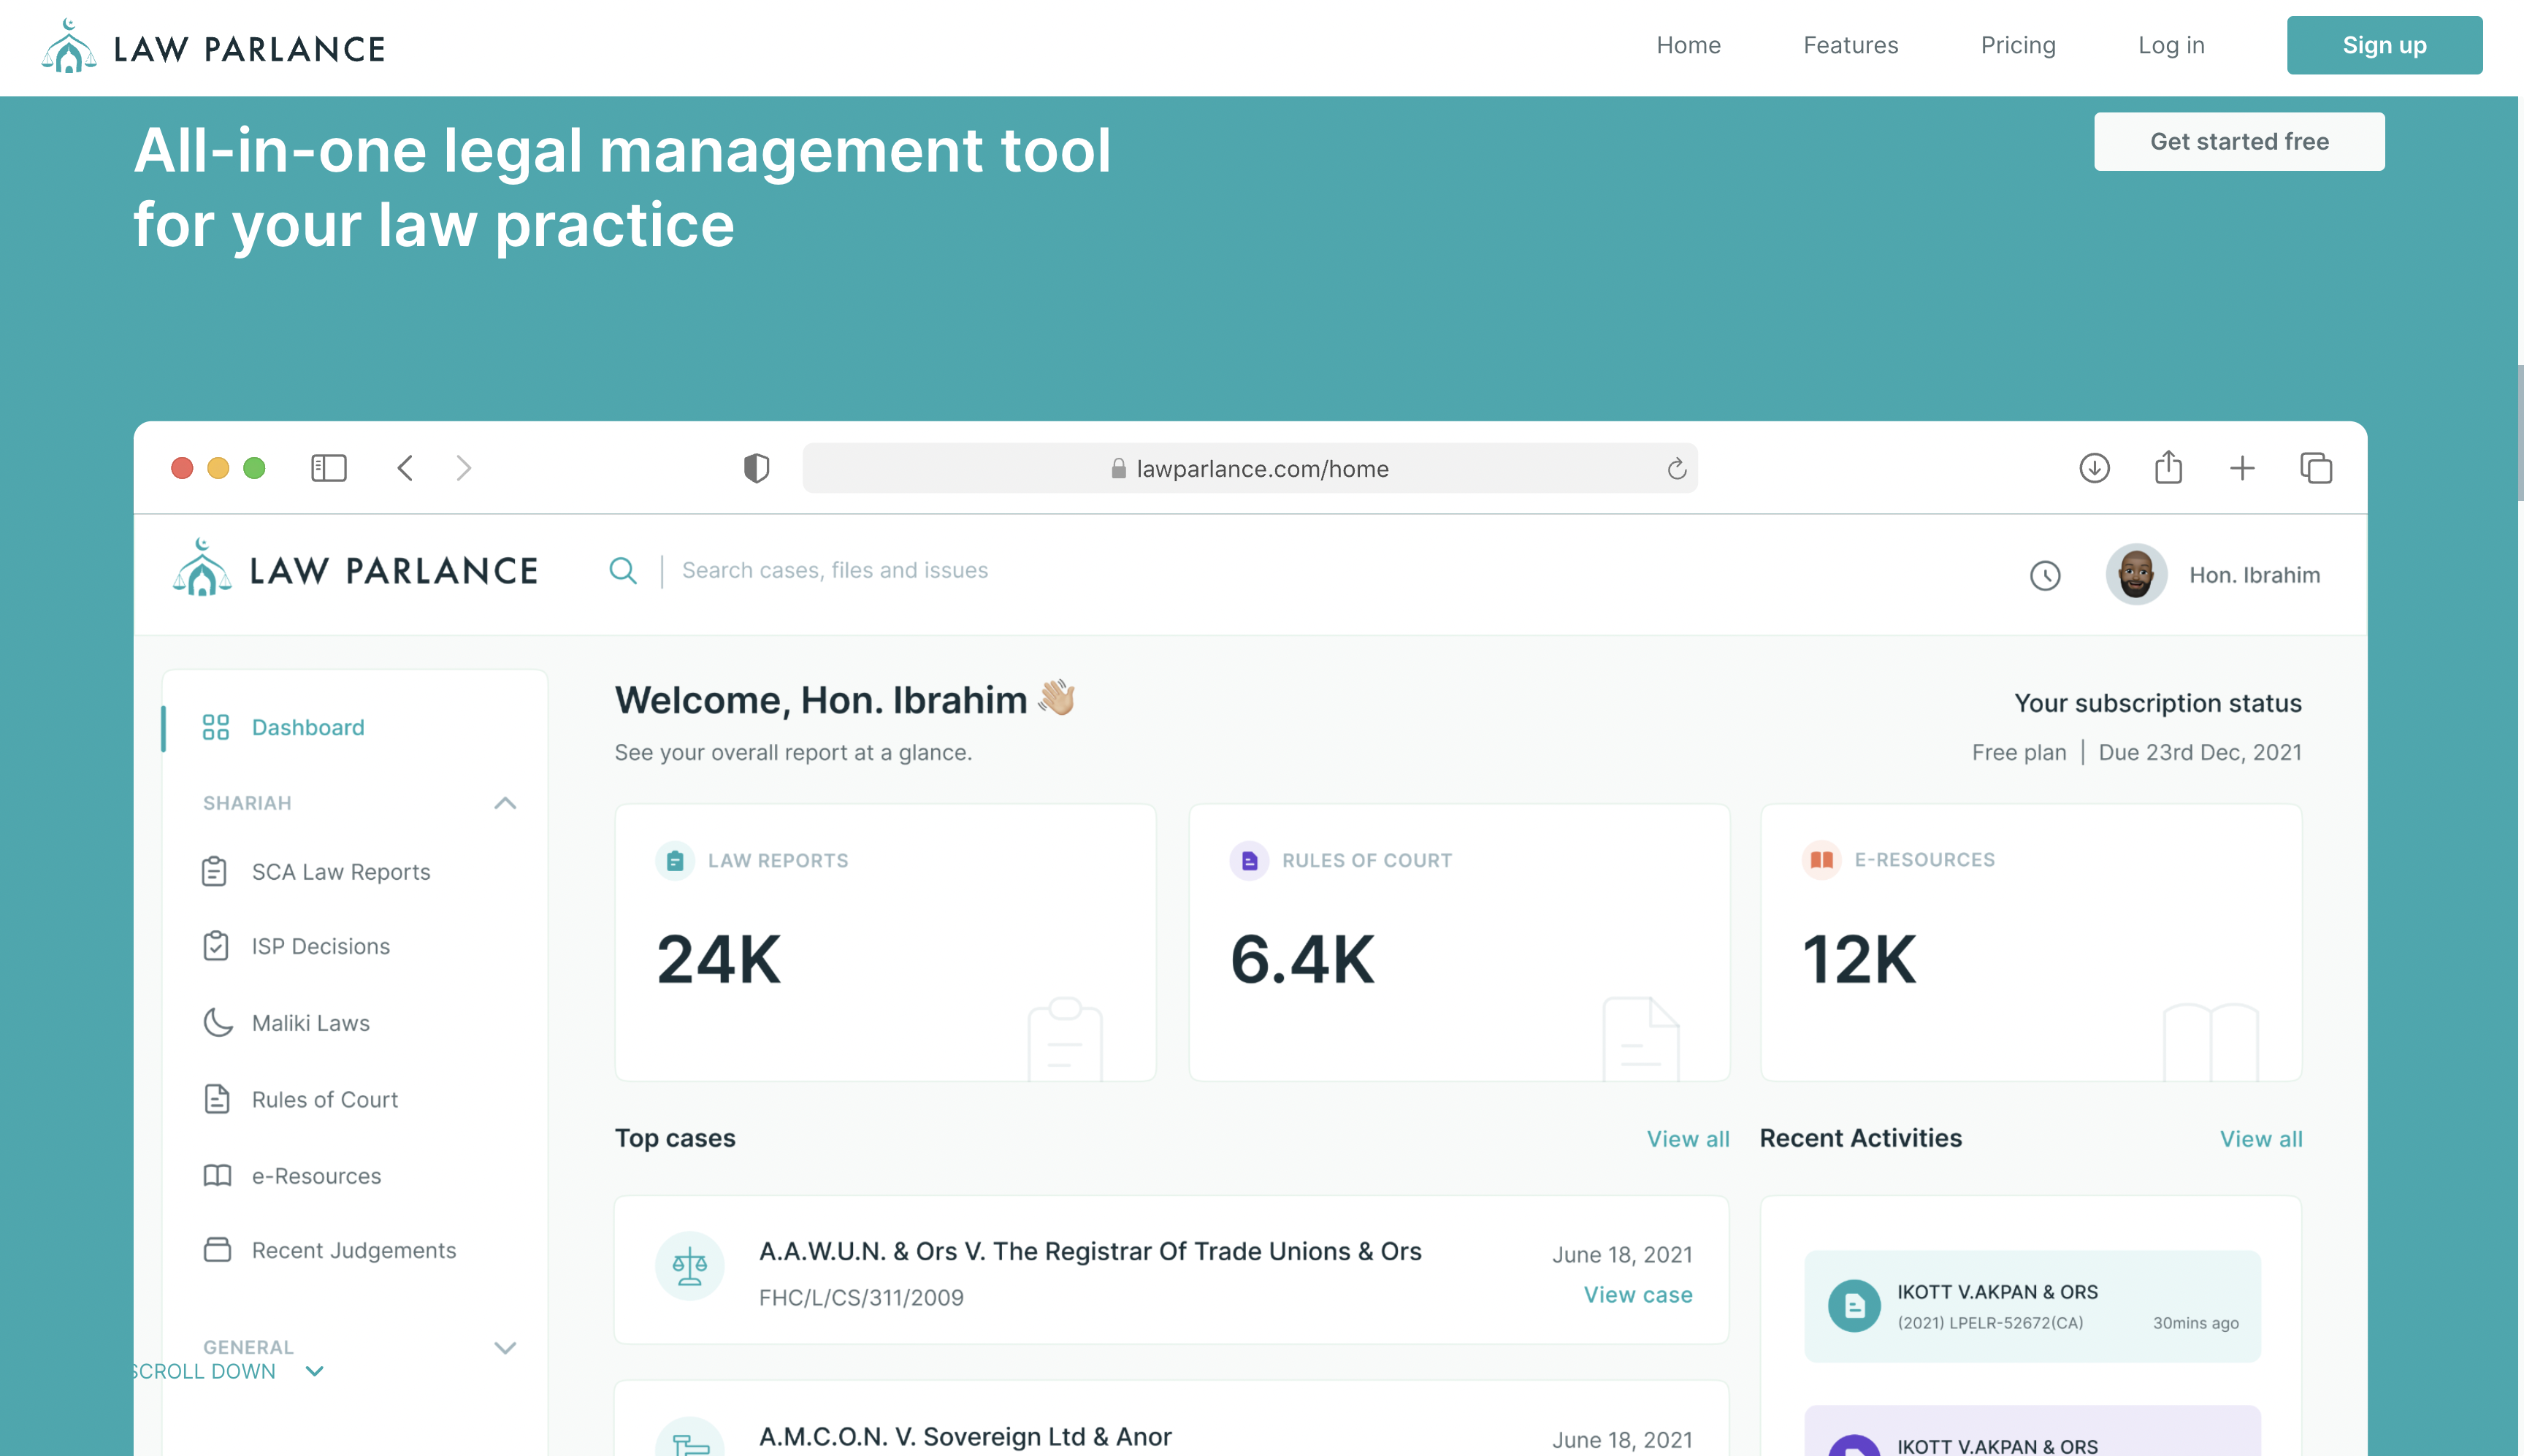 LAW PARLANCE
Home
Features
Pricing
Log in
Sign up
All-in-one legal management tool
for your law practice
Get started free
lawparlance.com/home
LAW PARLANCE
Search cases, files and issues
Hon. Ibrahim
Dashboard
SHARIAH
SCA Law Reports
ISP Decisions
Maliki Laws
Rules of Court
e-Resources
Recent Judgements
GENERAL
SCROLL DOWN
Welcome, Hon. Ibrahim 👋🏼
See your overall report at a glance.
Your subscription status
Free plan | Due 23rd Dec, 2021
LAW REPORTS
24K
RULES OF COURT
6.4K
E-RESOURCES
12K
Top cases
View all
A.A.W.U.N. & Ors V. The Registrar Of Trade Unions & Ors
June 18, 2021
FHC/L/CS/311/2009
View case
A.M.C.O.N. V. Sovereign Ltd & Anor
June 18, 2021
Recent Activities
View all
IKOTT V.AKPAN & ORS
(2021) LPELR-52672(CA)
30mins ago
IKOTT V.AKPAN & ORS